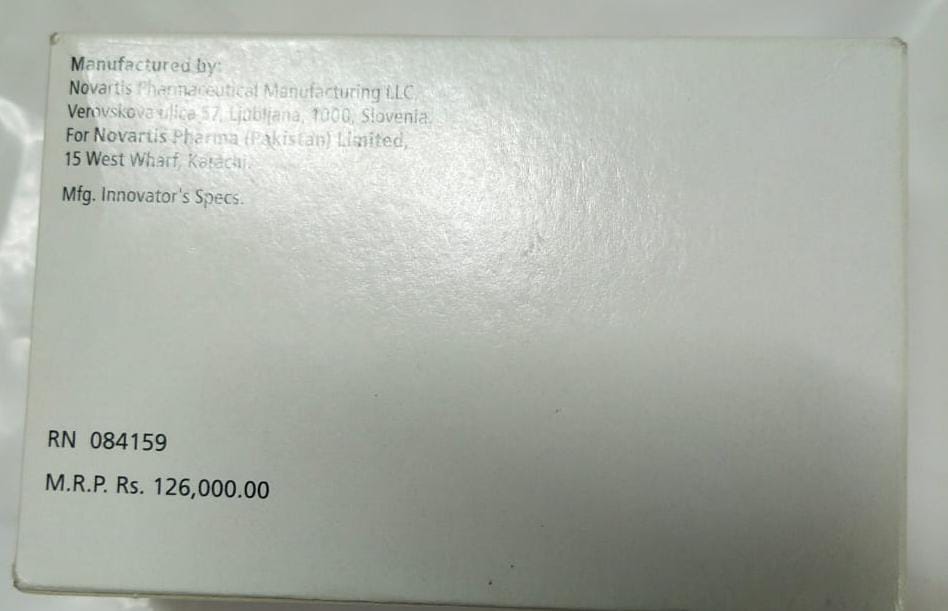 Manufactured by:
Novartis Pharmaceutical Manufacturing LLC,
Verovskova ulica 57, Ljubljana, 1000, Slovenia.
For Novartis Pharma (Pakistan) Limited,
15 West Wharf, Karachi.
Mfg. Innovator's Specs.
RN 084159
M.R.P. Rs. 126,000.00